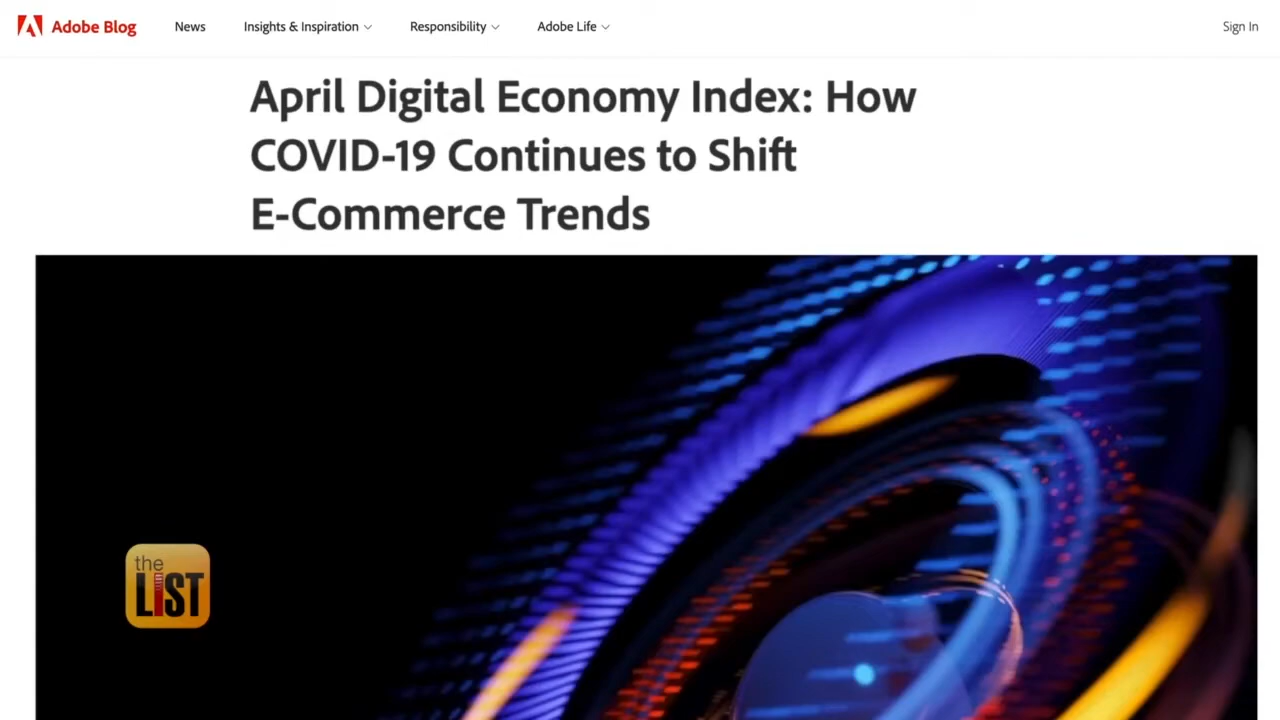 Adobe Blog News Insights & Inspiration Responsibility Adobe Life Sign In
April Digital Economy Index: How
COVID-19 Continues to Shift
E-Commerce Trends
the
LiST